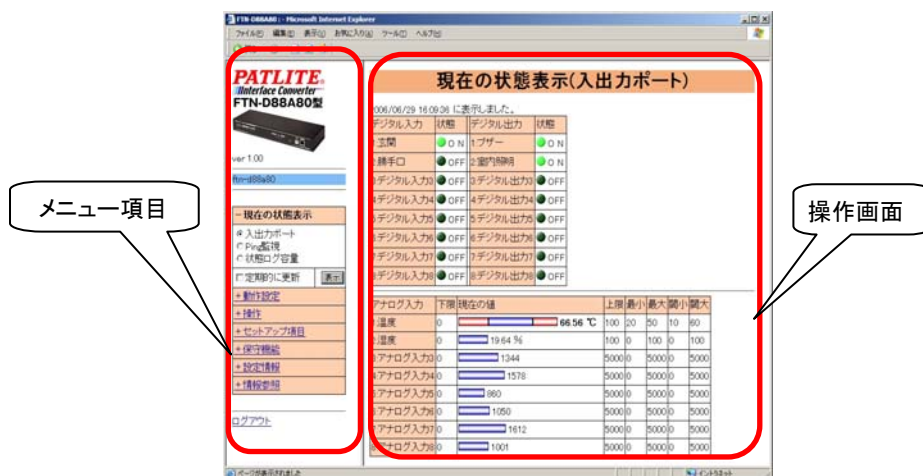 FTN-D88A80 : - Microsoft Internet Explorer
ファイル(F) 編集(E) 表示(V) お気に入り(A) ツール(T) ヘルプ(H)
PATLITE
Interface Converter
FTN-D88A80型
ver 1.00
ftn-d88a80
－現在の状態表示
入出力ポート
Ping監視
状態ログ容量
定期的に更新 表示
+動作設定
+操作
+セットアップ項目
+保守機能
+設定情報
+情報参照
ログアウト
メニュー項目
操作画面
現在の状態表示(入出力ポート)
2006/06/29 16:09:36 に表示しました。
デジタル入力 状態 デジタル出力 状態
1:玄関 ON 1:ブザー ON
2:勝手口 OFF 2:室内照明 ON
3:デジタル入力3 OFF 3:デジタル出力3 OFF
4:デジタル入力4 OFF 4:デジタル出力4 OFF
5:デジタル入力5 OFF 5:デジタル出力5 OFF
6:デジタル入力6 OFF 6:デジタル出力6 OFF
7:デジタル入力7 OFF 7:デジタル出力7 OFF
8:デジタル入力8 OFF 8:デジタル出力8 OFF
アナログ入力 下限 現在の値 上限 最小 最大 閾小 閾大
1:温度 0 66.56 ℃ 100 20 50 10 60
2:湿度 0 19.64 % 100 0 100 0 100
3:アナログ入力3 0 1344 5000 0 5000 0 5000
4:アナログ入力4 0 1578 5000 0 5000 0 5000
5:アナログ入力5 0 860 5000 0 5000 0 5000
6:アナログ入力6 0 1050 5000 0 5000 0 5000
7:アナログ入力7 0 1612 5000 0 5000 0 5000
8:アナログ入力8 0 1001 5000 0 5000 0 5000
ページが表示されました
イントラネット